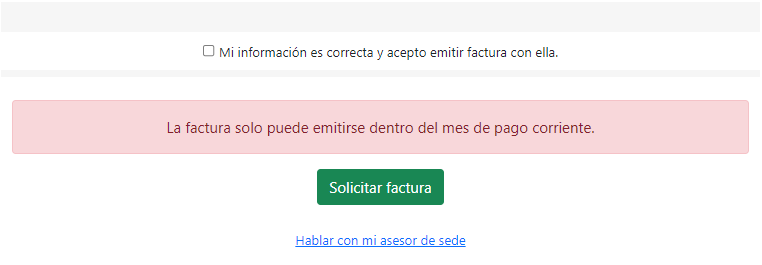 Mi información es correcta y acepto emitir factura con ella.
La factura solo puede emitirse dentro del mes de pago corriente.
Solicitar factura
Hablar con mi asesor de sede